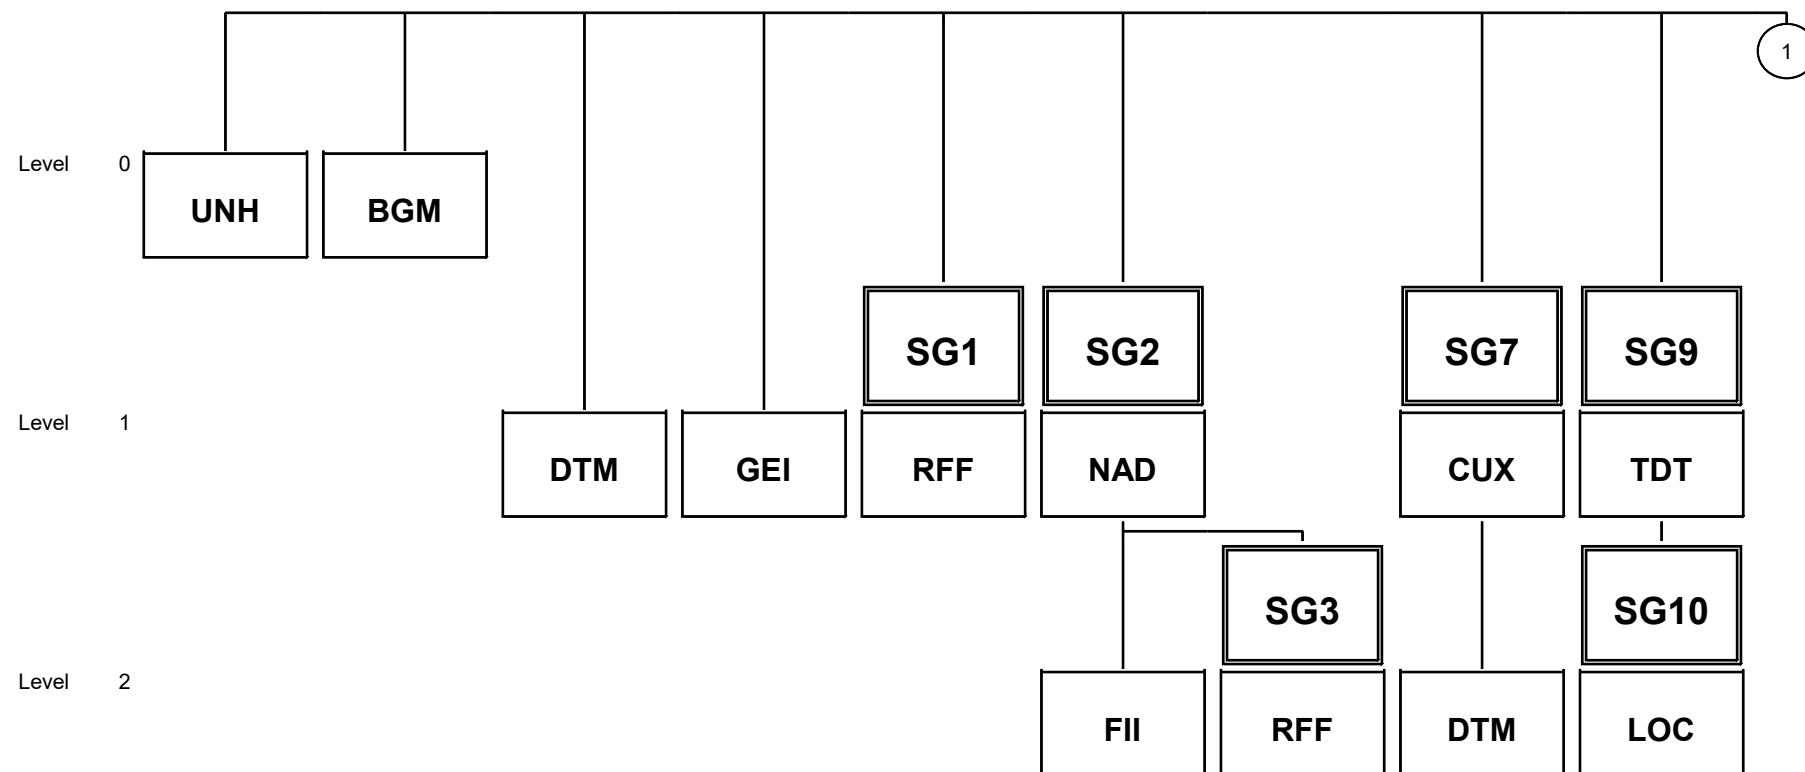 1
Level 0
UNH BGM
SG1 SG2 SG7 SG9
Level 1
DTM GEI RFF NAD CUX TDT
SG3 SG10
Level 2
FII RFF DTM LOC